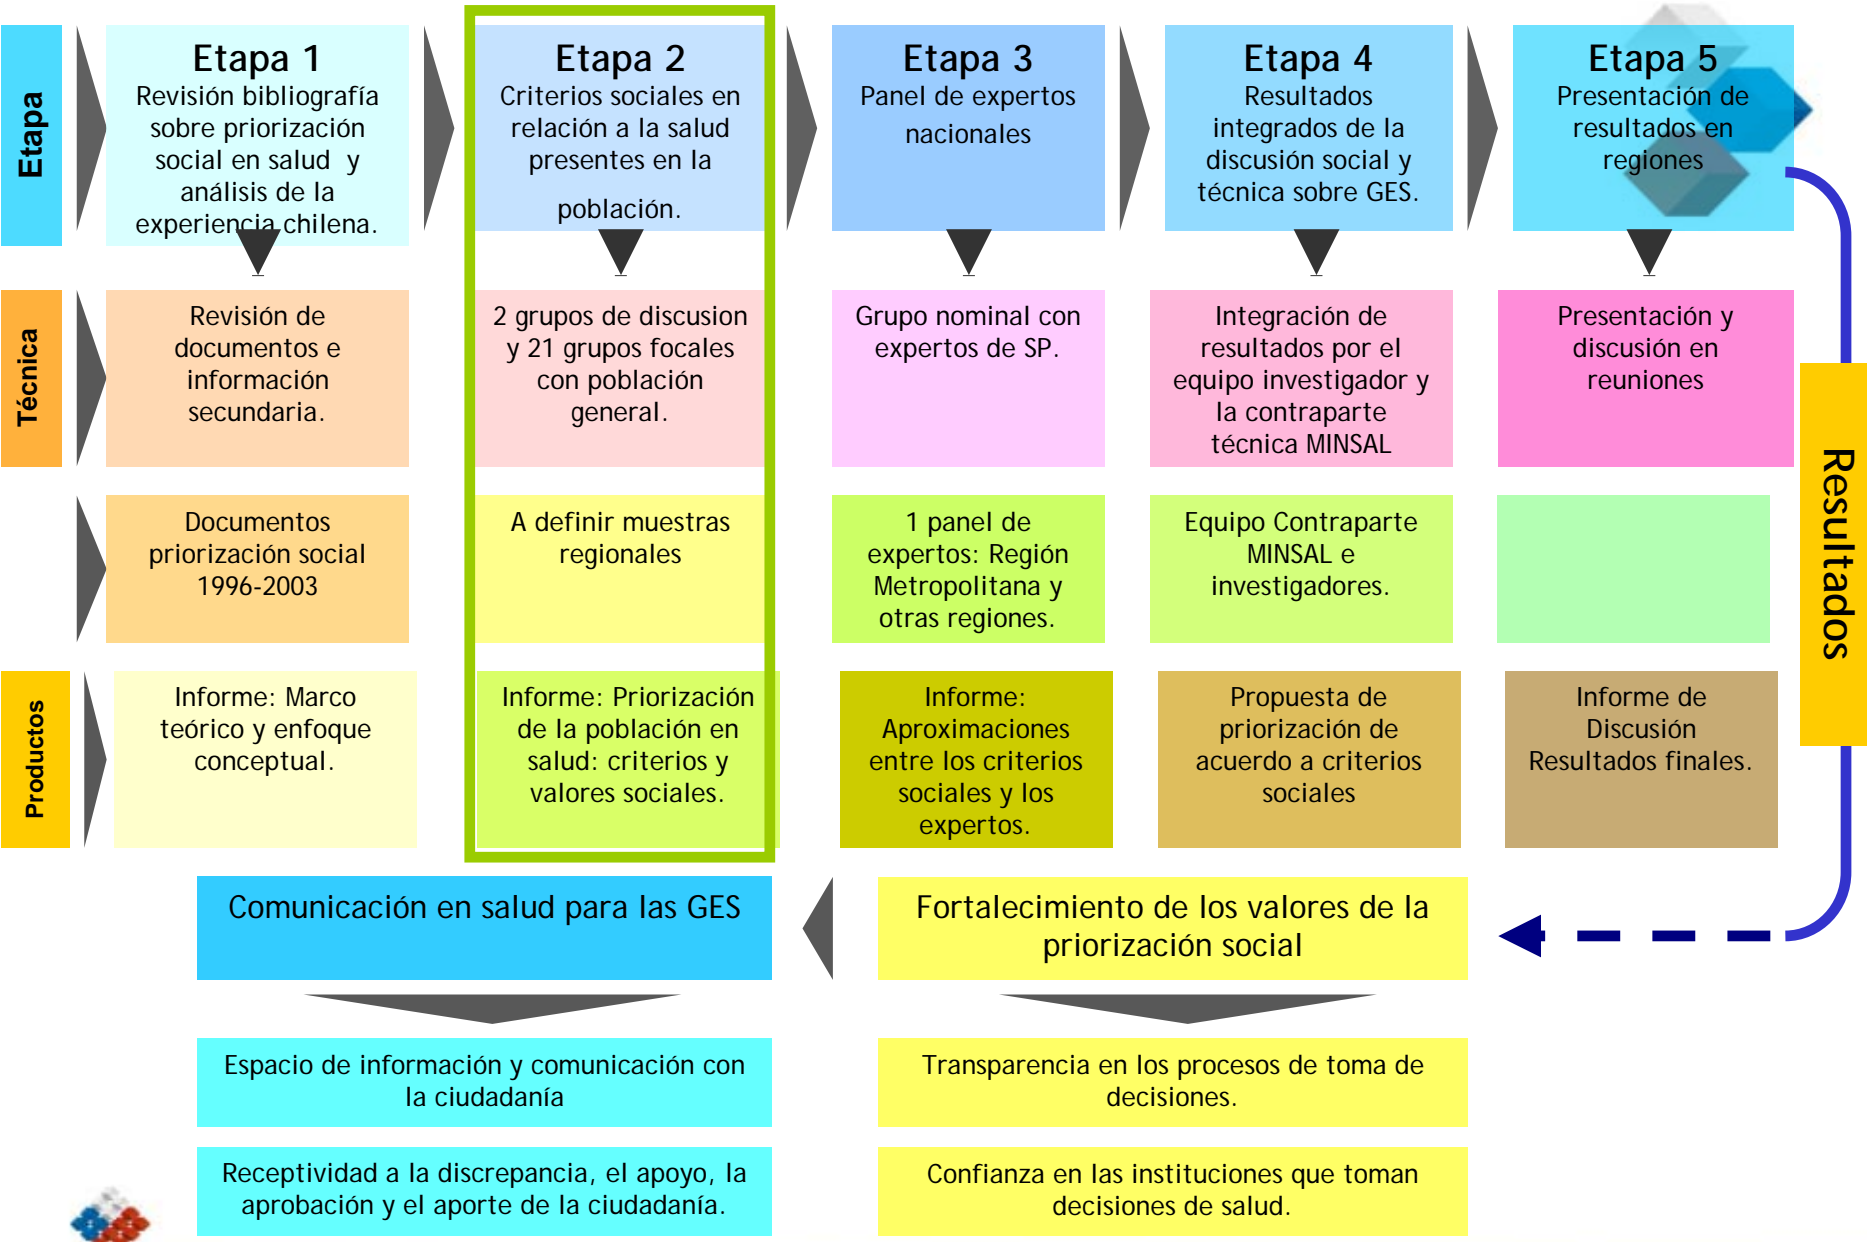 Etapa
Etapa 1
Revisión bibliografía
sobre priorización
social en salud y
análisis de la
experiencia chilena.
Etapa 2
Criterios sociales en
relación a la salud
presentes en la
población.
Etapa 3
Panel de expertos
nacionales
Etapa 4
Resultados
integrados de la
discusión social y
técnica sobre GES.
Etapa 5
Presentación de
resultados en
regiones
Técnica
Revisión de
documentos e
información
secundaria.
2 grupos de discusion
y 21 grupos focales
con población
general.
Grupo nominal con
expertos de SP.
Integración de
resultados por el
equipo investigador y
la contraparte
técnica MINSAL
Presentación y
discusión en
reuniones
Documentos
priorización social
1996-2003
A definir muestras
regionales
1 panel de
expertos: Región
Metropolitana y
otras regiones.
Equipo Contraparte
MINSAL e
investigadores.
Resultados
Productos
Informe: Marco
teórico y enfoque
conceptual.
Informe: Priorización
de la población en
salud: criterios y
valores sociales.
Informe:
Aproximaciones
entre los criterios
sociales y los
expertos.
Propuesta de
priorización de
acuerdo a criterios
sociales
Informe de
Discusión
Resultados finales.
Comunicación en salud para las GES
Fortalecimiento de los valores de la
priorización social
Espacio de información y comunicación con
la ciudadanía
Transparencia en los procesos de toma de
decisiones.
Receptividad a la discrepancia, el apoyo, la
aprobación y el aporte de la ciudadanía.
Confianza en las instituciones que toman
decisiones de salud.